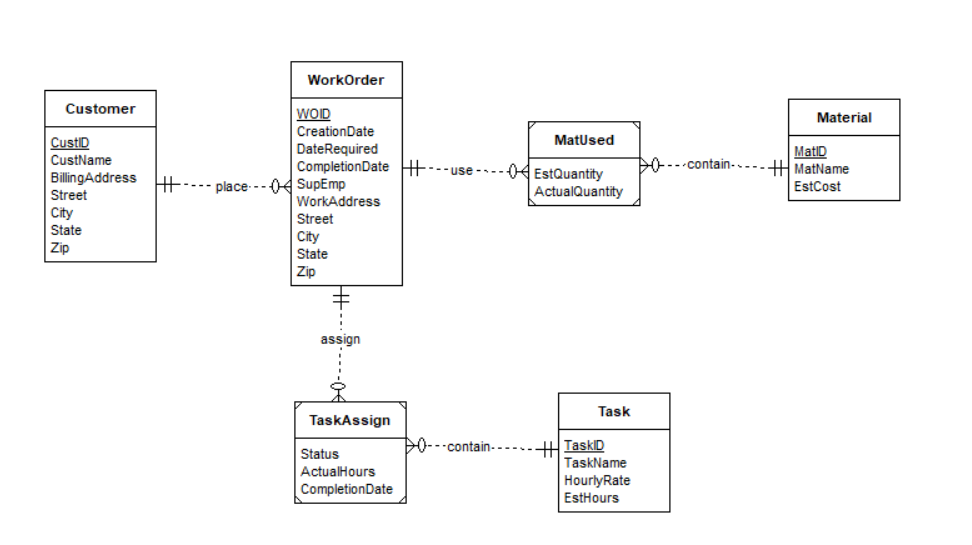 Customer
CustID
CustName
BillingAddress
Street
City
State
Zip
place
WorkOrder
WOID
CreationDate
DateRequired
CompletionDate
SupEmp
WorkAddress
Street
City
State
Zip
use
MatUsed
EstQuantity
ActualQuantity
contain
Material
MatID
MatName
EstCost
assign
TaskAssign
Status
ActualHours
CompletionDate
contain
Task
TaskID
TaskName
HourlyRate
EstHours